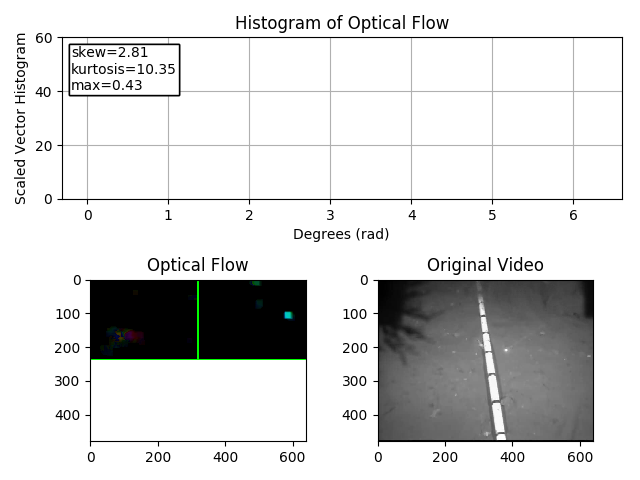 Histogram of Optical Flow
Scaled Vector Histogram
60
40
20
0
skew=2.81
kurtosis=10.35
max=0.43
0 1 2 3 4 5 6
Degrees (rad)
Optical Flow
0
100
200
300
400
0 200 400 600
Original Video
0
100
200
300
400
0 200 400 600